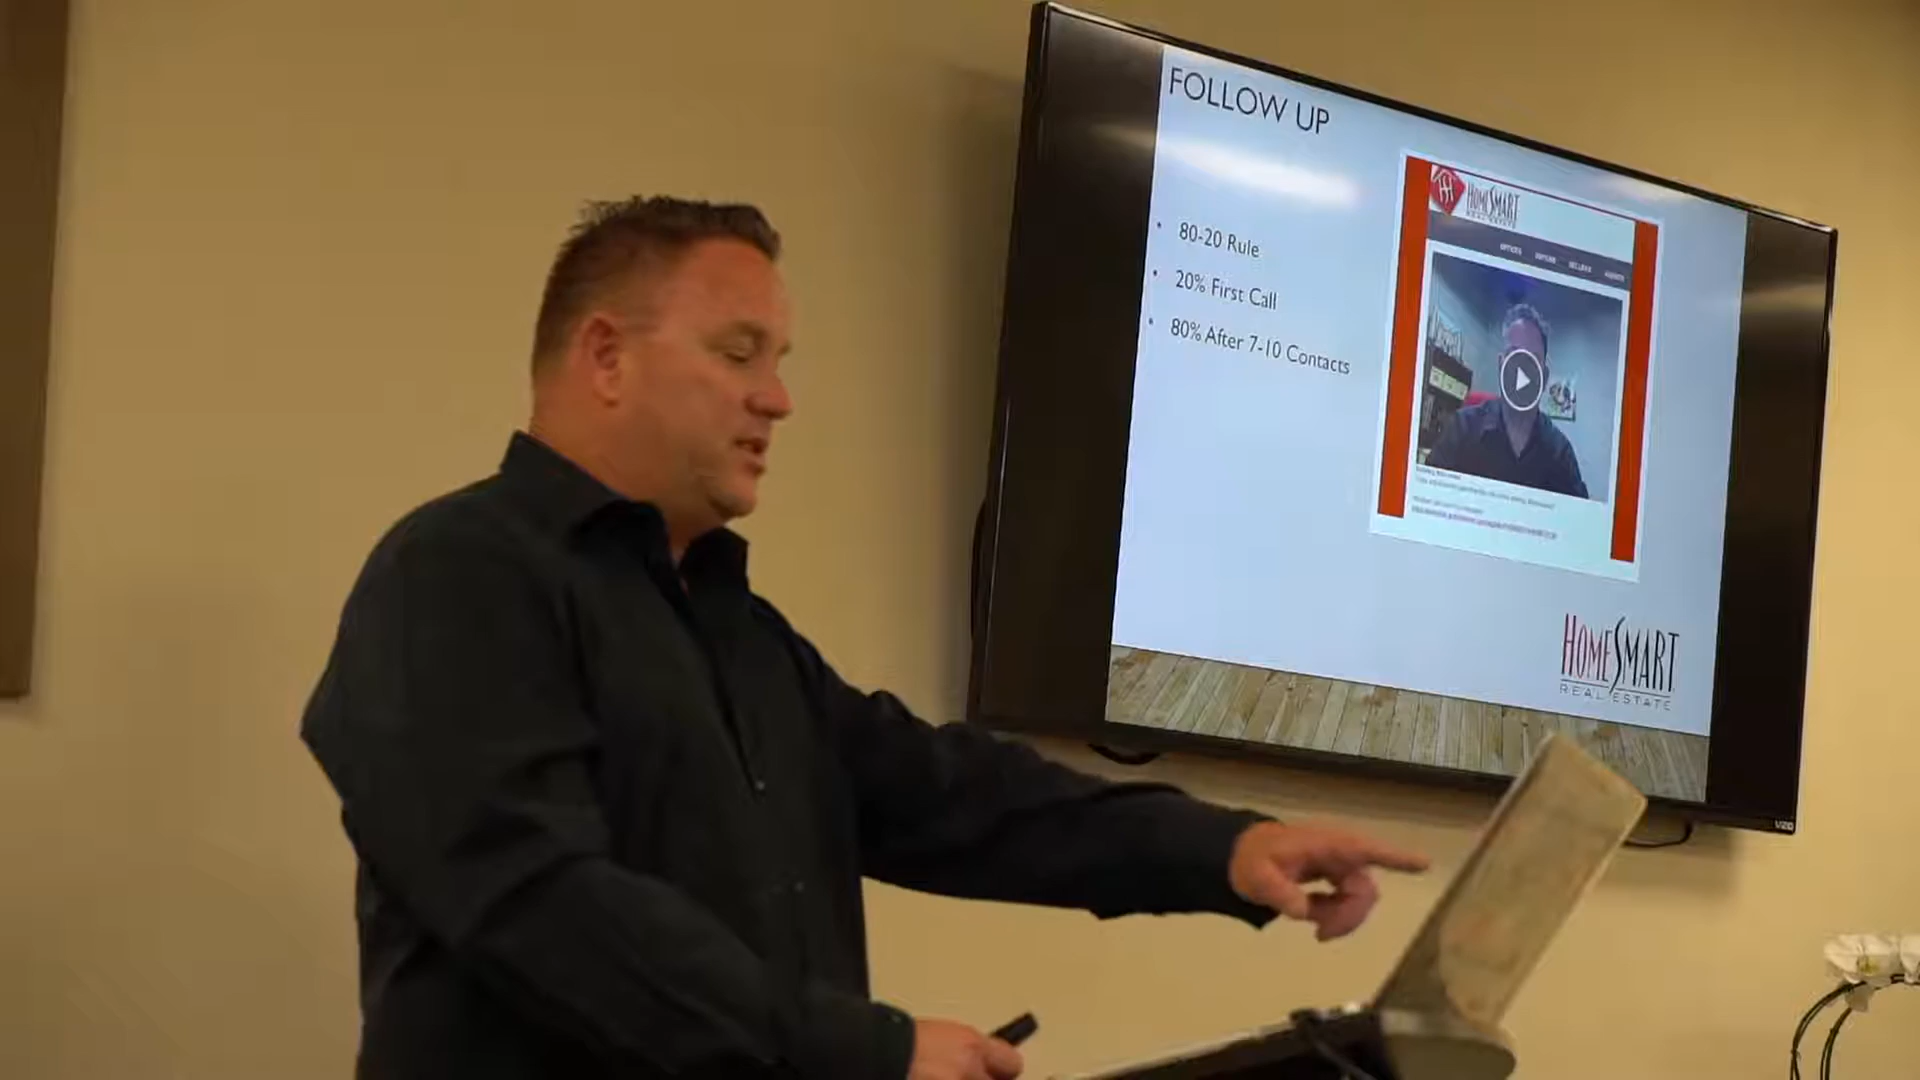 FOLLOW UP
• 80-20 Rule
• 20% First Call
• 80% After 7-10 Contacts
HOMESMART
REAL ESTATE
HOMESMART
REAL ESTATE
VIZIO